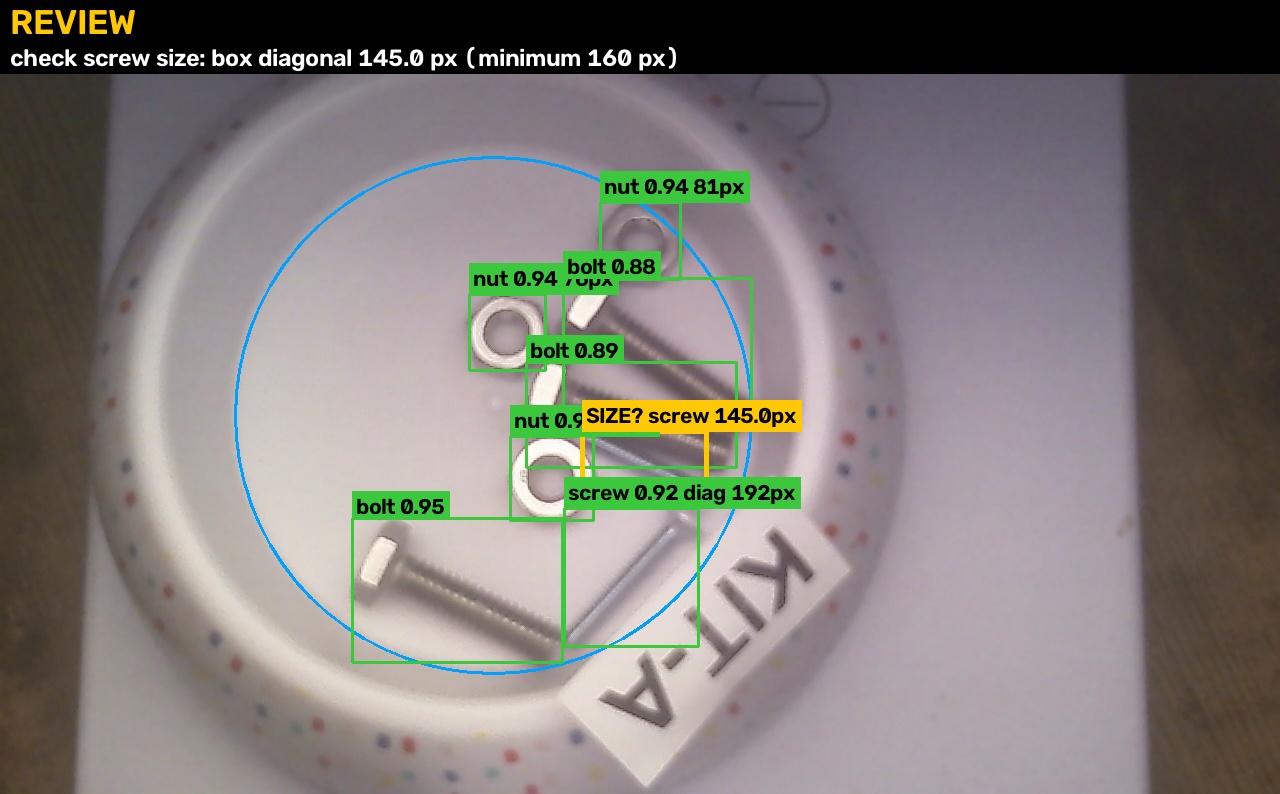 REVIEW
check screw size: box diagonal 145.0 px (minimum 160 px)
nut 0.94 81px
bolt 0.88
nut 0.94
bolt 0.89
SIZE? screw 145.0px
nut
screw 0.92 diag 192px
bolt 0.95
KIT-A